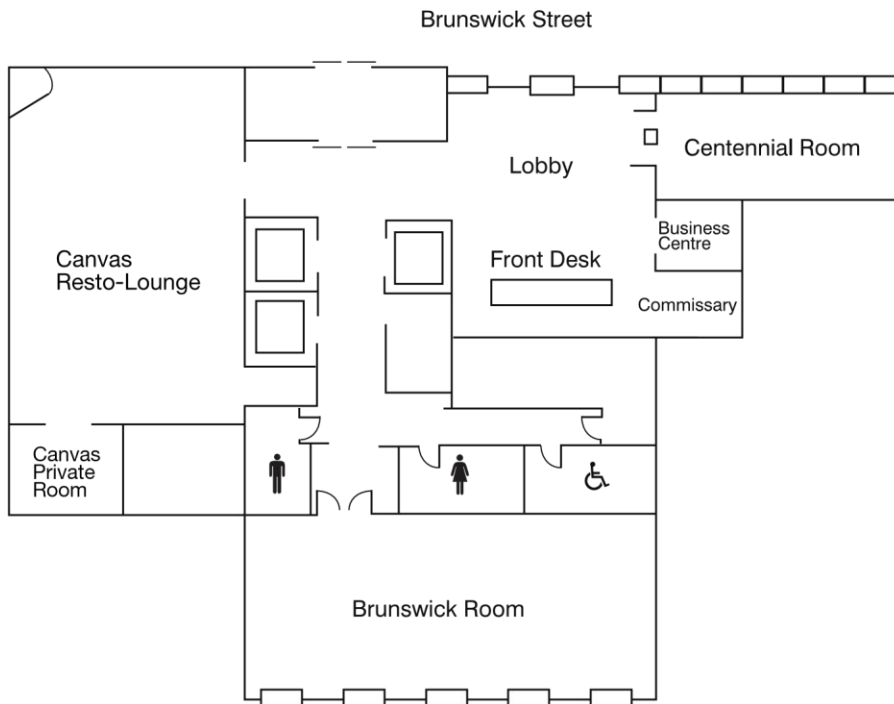 Brunswick Street
Lobby
Centennial Room
Business
Centre
Canvas
Resto-Lounge
Front Desk
Commissary
Canvas
Private
Room
Brunswick Room